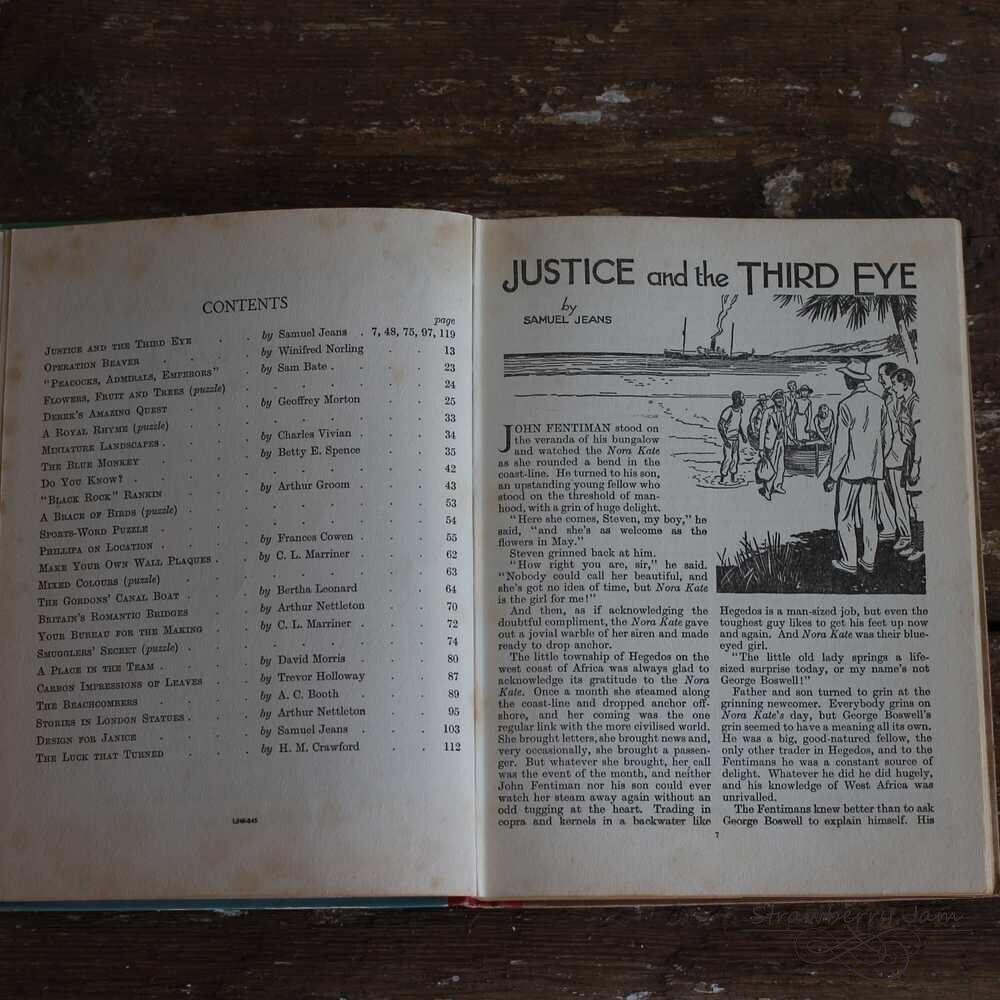 CONTENTS
page
JUSTICE AND THE THIRD EYE . . by Samuel Jeans . 7, 48, 75, 97, 119
OPERATION BEAVER . . . by Winifred Norling . . 13
"PEACOCKS, ADMIRALS, EMPERORS" . . by Sam Bate . . . . 23
FLOWERS, FRUIT AND TREES (puzzle) . . . . . . 24
DEREK'S AMAZING QUEST . . . by Geoffrey Morton . . 25
A ROYAL RHYME (puzzle) . . . . . . . 33
MINIATURE LANDSCAPES . . . . by Charles Vivian . . . 34
THE BLUE MONKEY . . . . by Betty E. Spence . . 35
DO YOU KNOW? . . . . . . . . . 42
"BLACK ROCK" RANKIN . . . by Arthur Groom . . . 43
A BRACE OF BIRDS (puzzle) . . . . . . . 53
SPORTS-WORD PUZZLE . . . . . . . . 54
PHILLIPA ON LOCATION . . . by Frances Cowen . . . 55
MAKE YOUR OWN WALL PLAQUES . . . by C. L. Marriner . . . 62
MIXED COLOURS (puzzle) . . . . . . . 63
THE GORDONS' CANAL BOAT . . . by Bertha Leonard . . 64
BRITAIN'S ROMANTIC BRIDGES . . . by Arthur Nettleton . . 70
YOUR BUREAU FOR THE MAKING . . by C. L. Marriner . . . 72
SMUGGLERS' SECRET (puzzle) . . . . . . . 74
A PLACE IN THE TEAM . . . . by David Morris . . . 80
CARBON IMPRESSIONS OF LEAVES . . by Trevor Holloway . . 87
THE BEACHCOMBERS . . . . by A. C. Booth . . . 89
STORIES IN LONDON STATUES . . . by Arthur Nettleton . . 95
DESIGN FOR JANICE . . . . by Samuel Jeans . . . 103
THE LUCK THAT TURNED . . . by H. M. Crawford . . 112
JUSTICE and the THIRD EYE
by
SAMUEL JEANS
JOHN FENTIMAN stood on
the veranda of his bungalow
and watched the Nora Kate
as she rounded a bend in the
coast-line. He turned to his son,
an upstanding young fellow who
stood on the threshold of man-
hood, with a grin of huge delight.
"Here she comes, Steven, my boy," he
said, "and she's as welcome as the
flowers in May."
Steven grinned back at him.
"How right you are, sir," he said.
"Nobody could call her beautiful, and
she's got no idea of time, but Nora Kate
is the girl for me!"
And then, as if acknowledging the
doubtful compliment, the Nora Kate gave
out a jovial warble of her siren and made
ready to drop anchor.
The little township of Hegedos on the
west coast of Africa was always glad to
acknowledge its gratitude to the Nora
Kate. Once a month she steamed along
the coast-line and dropped anchor off-
shore, and her coming was the one
regular link with the more civilised world.
She brought letters, she brought news and,
very occasionally, she brought a passen-
ger. But whatever she brought, her call
was the event of the month, and neither
John Fentiman nor his son could ever
watch her steam away again without an
odd tugging at the heart. Trading in
copra and kernels in a backwater like
Hegedos is a man-sized job, but even the
toughest guy likes to get his feet up now
and again. And Nora Kate was their blue-
eyed girl.
"The little old lady springs a life-
sized surprise today, or my name's not
George Boswell!"
Father and son turned to grin at the
grinning newcomer. Everybody grins on
Nora Kate's day, but George Boswell's
grin seemed to have a meaning all its own.
He was a big, good-natured fellow, the
only other trader in Hegedos, and to the
Fentimans he was a constant source of
delight. Whatever he did he did hugely,
and his knowledge of West Africa was
unrivalled.
The Fentimans knew better than to ask
George Boswell to explain himself. His
7
Strawberry Jam